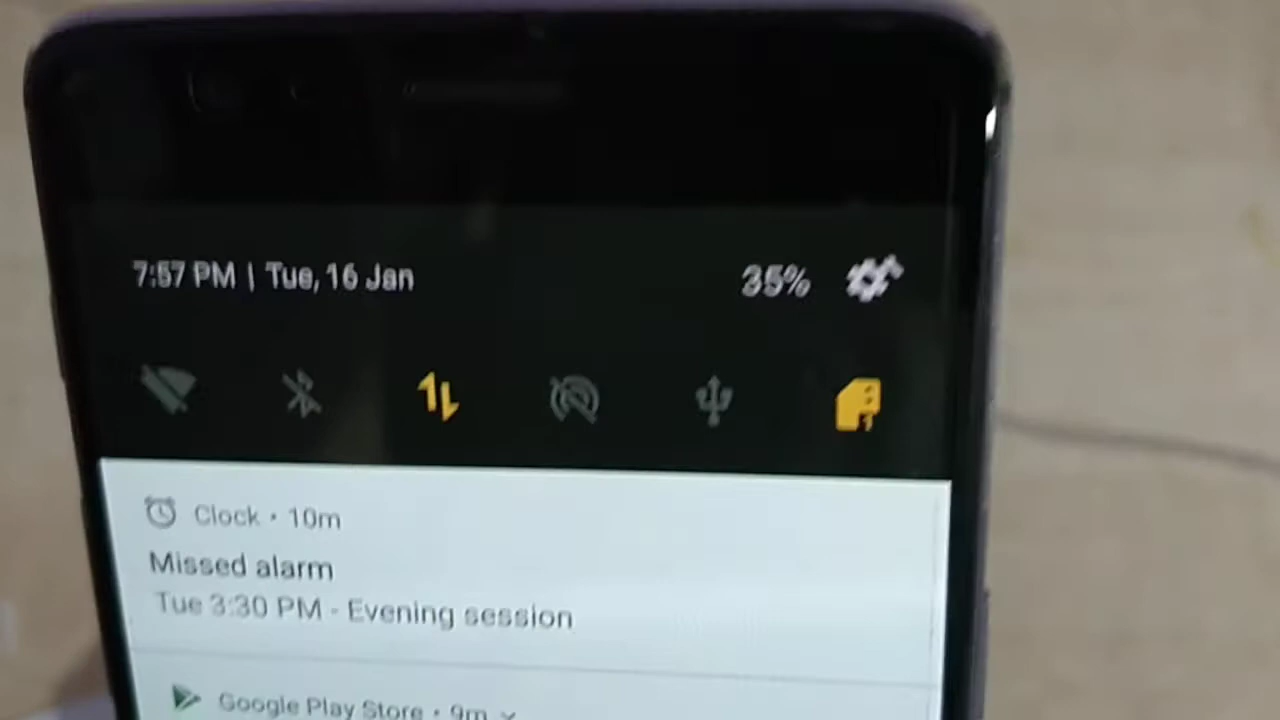 7:57 PM | Tue, 16 Jan
35%
1
Clock • 10m
Missed alarm
Tue 3:30 PM - Evening session
Google Play Store • 9m